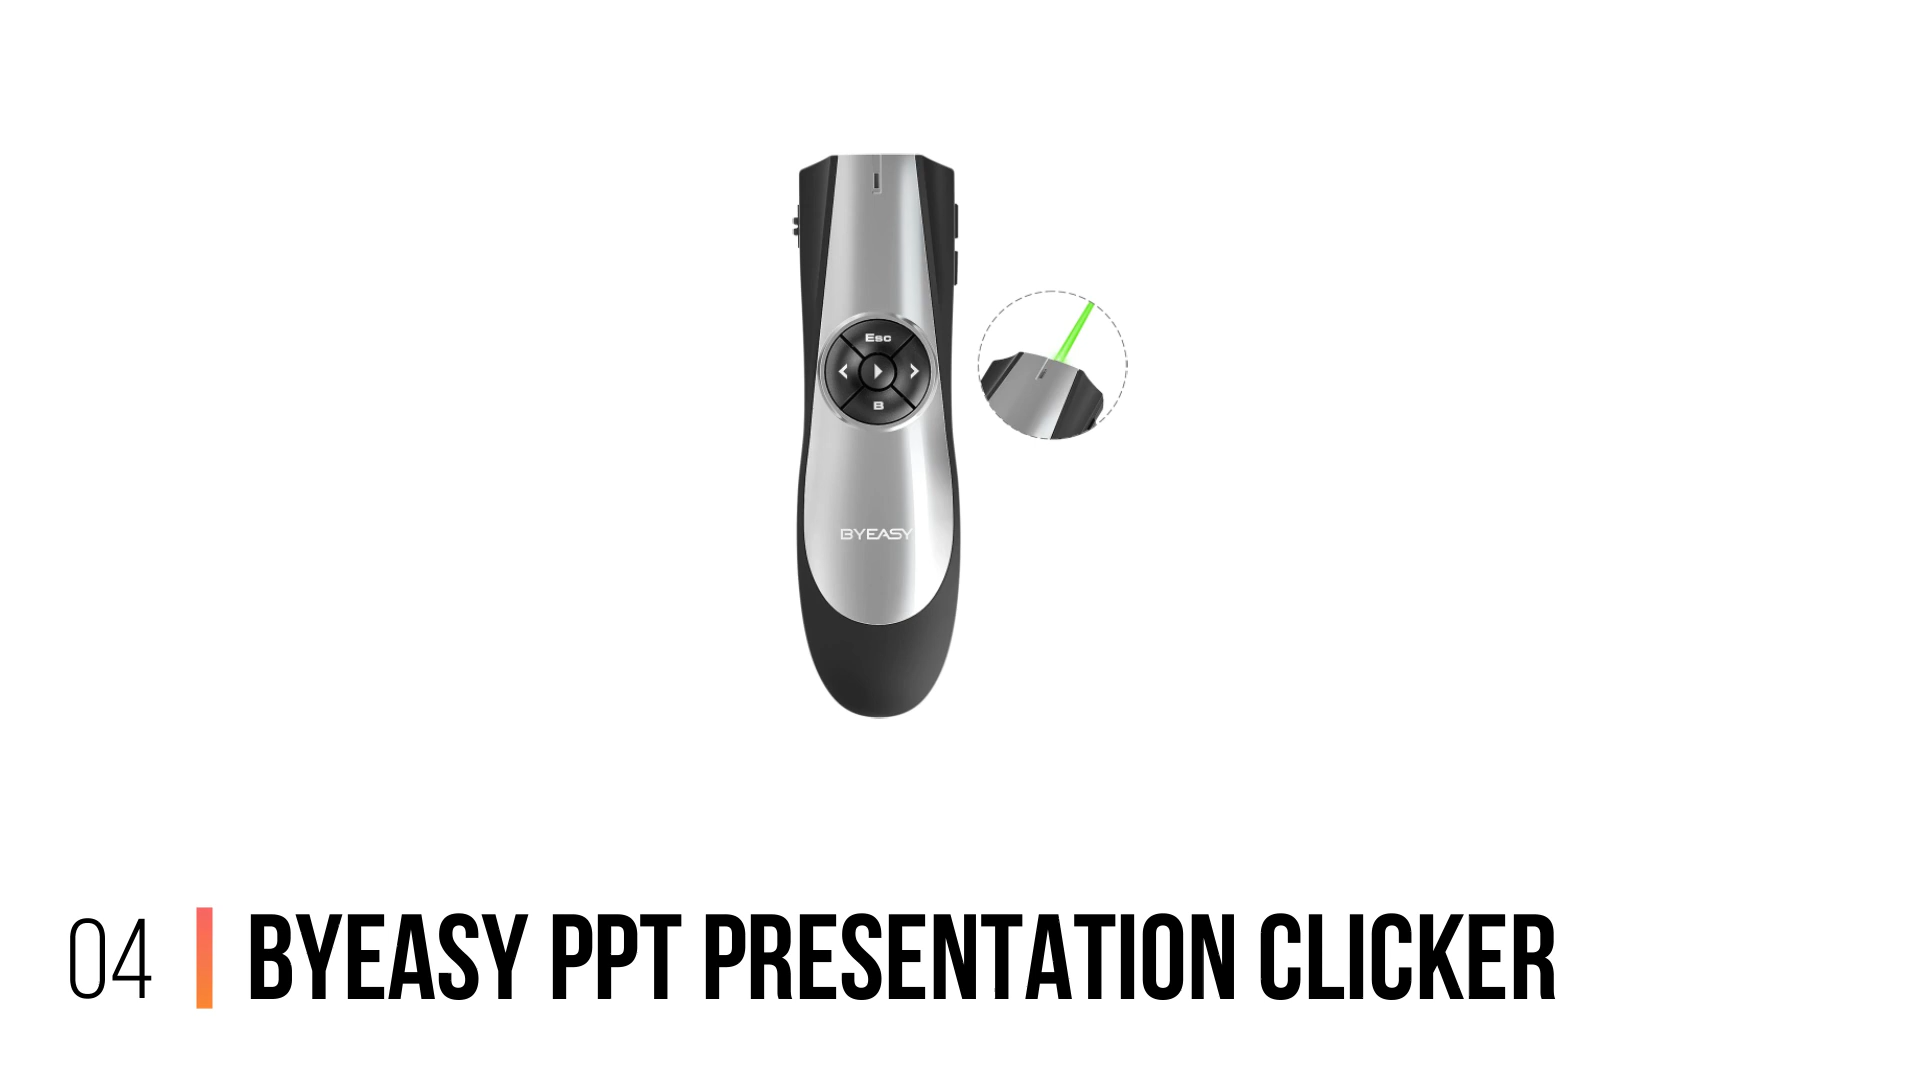 Esc
B
BYEASY
04
BYEASY PPT PRESENTATION CLICKER